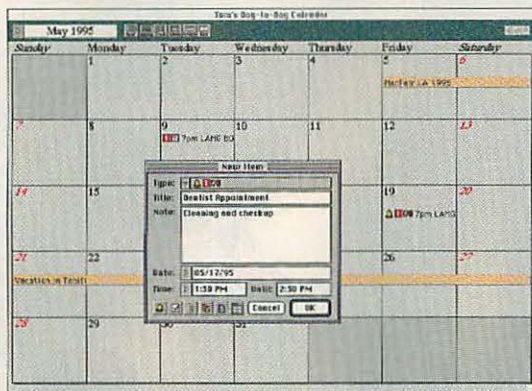 Tom's Day-to-Day Calendar
May 1995
Sunday Monday Tuesday Wednesday Thursday Friday Saturday
1 2 3 4 5 6
MacFair LA 1995
7 8 9 10 11 12 13
7pm LAMG BO
New Item
Type:
14 15 19 20
Title: Dentist Appointment
7pm LAMG
Note: Cleaning and checkup
21 22 26 27
Vacation in Tahiti
Date: 05/17/95
Time: 1:30 PM Until: 2:30 PM
Cancel OK
28 29 30 31